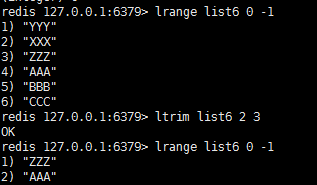 redis 127.0.0.1:6379> lrange list6 0 -1
1) "YYY"
2) "XXX"
3) "ZZZ"
4) "AAA"
5) "BBB"
6) "CCC"
redis 127.0.0.1:6379> ltrim list6 2 3
OK
redis 127.0.0.1:6379> lrange list6 0 -1
1) "ZZZ"
2) "AAA"